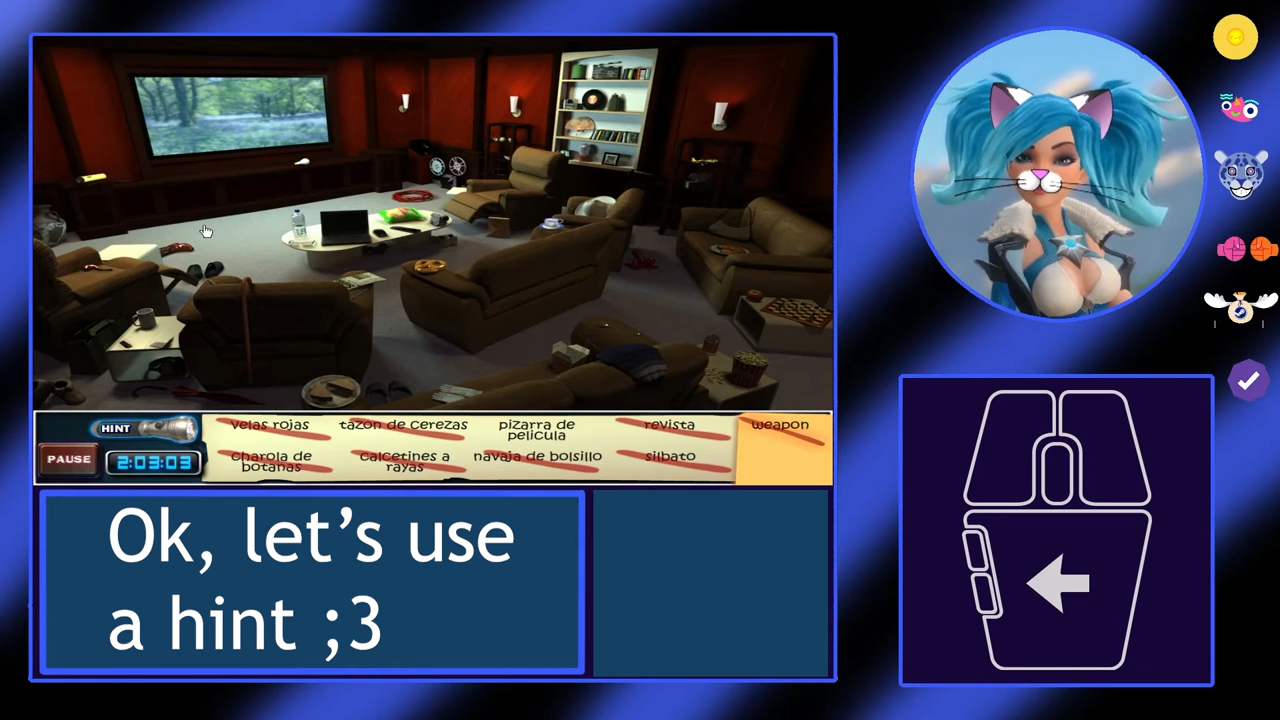 HINT
PAUSE
2:03:03
velas rojas
tazon de cerezas
pizarra de
pelicula
revista
weapon
charola de
botanas
calcetines a
rayas
navaja de bolsillo
silbato
Ok, let's use
a hint ;3